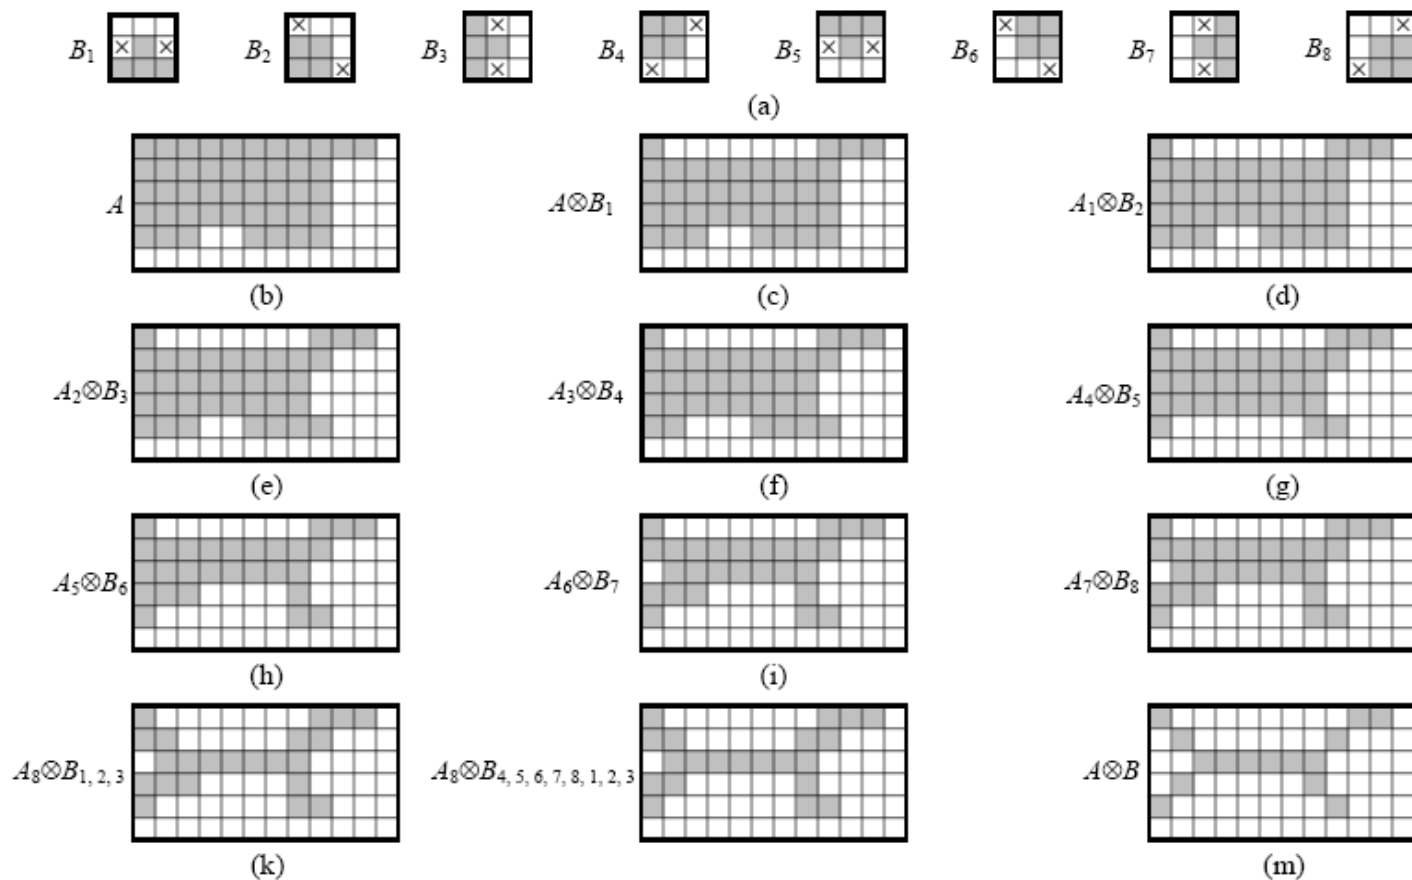 B₁ B₂ B₃ B₄ B₅ B₆ B₇ B₈
(a)
A A⊗B₁ A₁⊗B₂
(b) (c) (d)
A₂⊗B₃ A₃⊗B₄ A₄⊗B₅
(e) (f) (g)
A₅⊗B₆ A₆⊗B₇ A₇⊗B₈
(h) (i)
A₈⊗B₁, ₂, ₃ A₈⊗B₄, ₅, ₆, ₇, ₈, ₁, ₂, ₃ A⊗B
(k) (m)